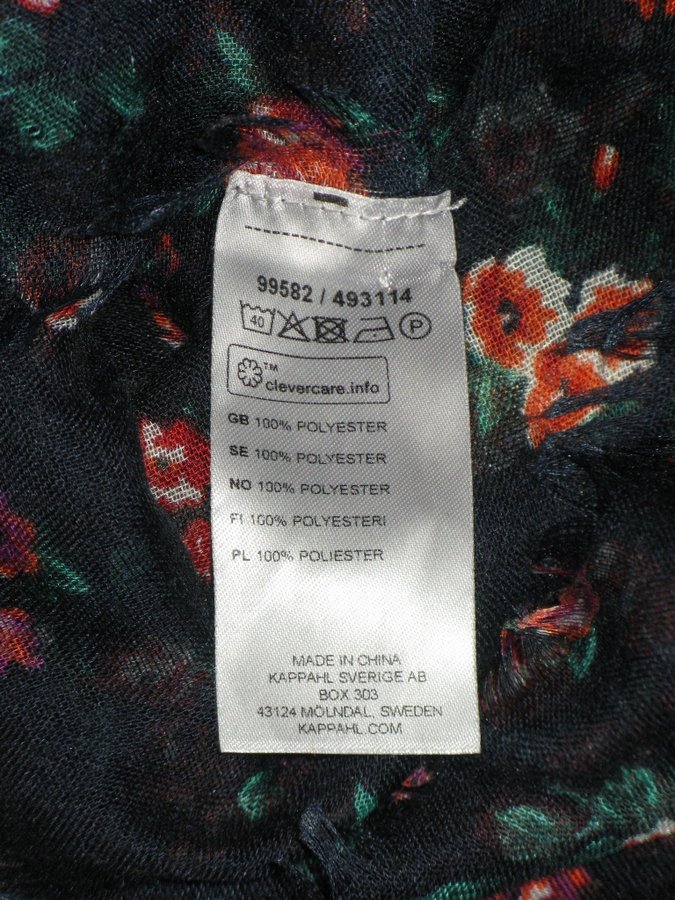 99582 / 493114
40 P
TM
clevercare.info
GB 100% POLYESTER
SE 100% POLYESTER
NO 100% POLYESTER
FI 100% POLYESTERI
PL 100% POLIESTER
MADE IN CHINA
KAPPAHL SVERIGE AB
BOX 303
43124 MÖLNDAL, SWEDEN
KAPPAHL.COM